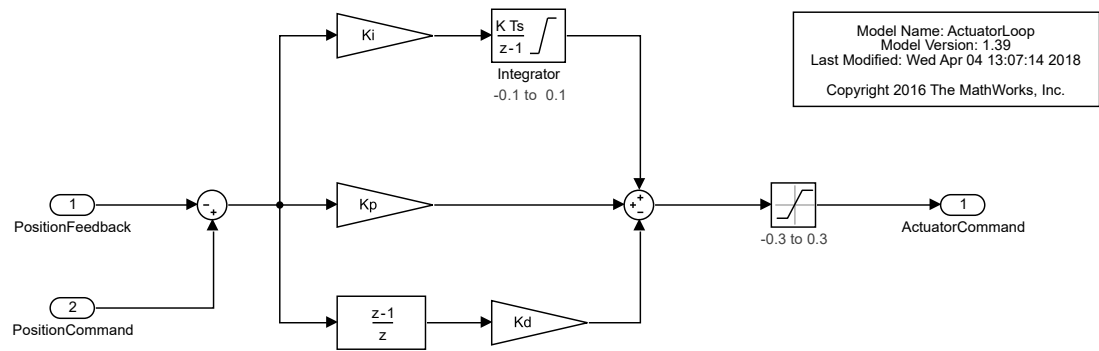 Ki
K Ts
z-1
Integrator
-0.1 to 0.1
Model Name: ActuatorLoop
Model Version: 1.39
Last Modified: Wed Apr 04 13:07:14 2018
Copyright 2016 The MathWorks, Inc.
1
PositionFeedback
−
+
Kp
+
+
−
-0.3 to 0.3
1
ActuatorCommand
2
PositionCommand
z-1
z
Kd